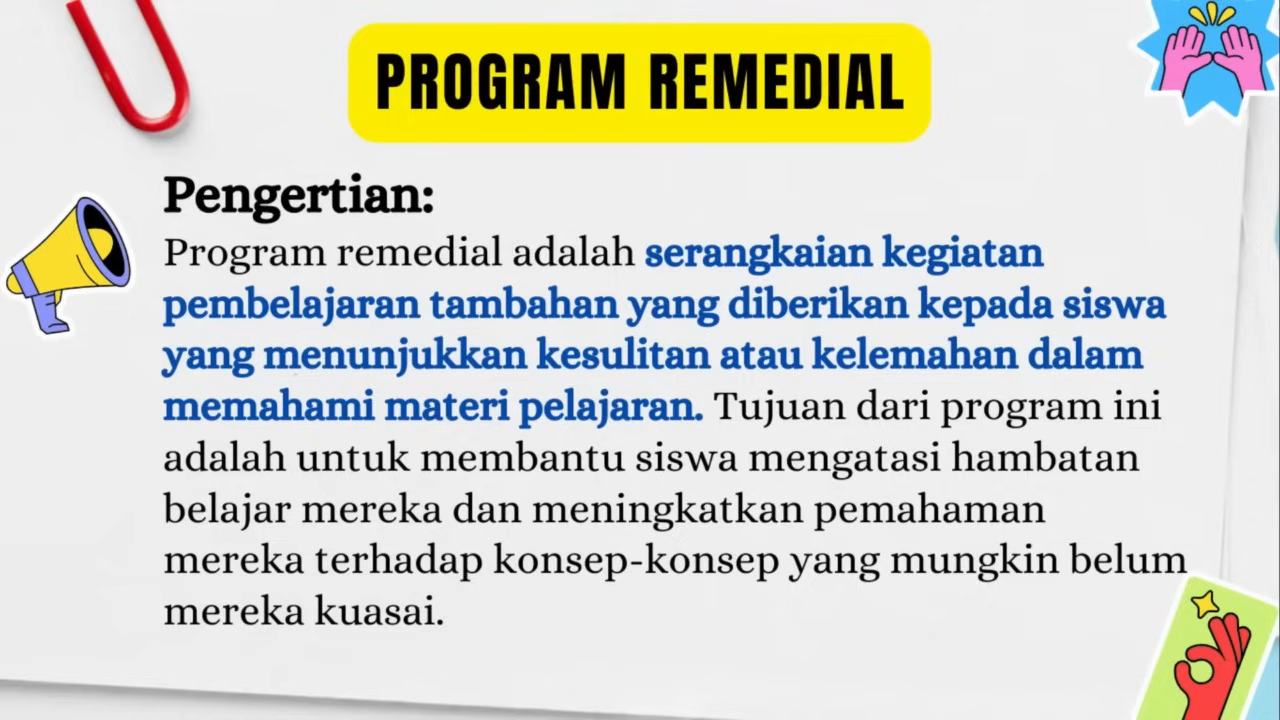 PROGRAM REMEDIAL
Pengertian:
Program remedial adalah serangkaian kegiatan
pembelajaran tambahan yang diberikan kepada siswa
yang menunjukkan kesulitan atau kelemahan dalam
memahami materi pelajaran. Tujuan dari program ini
adalah untuk membantu siswa mengatasi hambatan
belajar mereka dan meningkatkan pemahaman
mereka terhadap konsep-konsep yang mungkin belum
mereka kuasai.